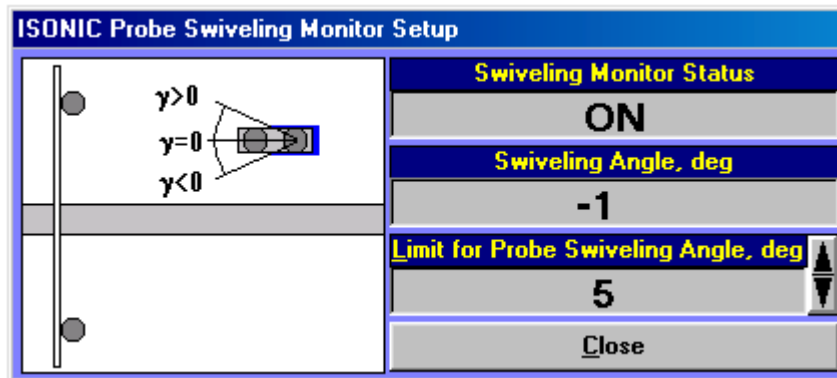 ISONIC Probe Swiveling Monitor Setup
γ>0
γ=0
γ<0
Swiveling Monitor Status
ON
Swiveling Angle, deg
-1
Limit for Probe Swiveling Angle, deg
5
Close